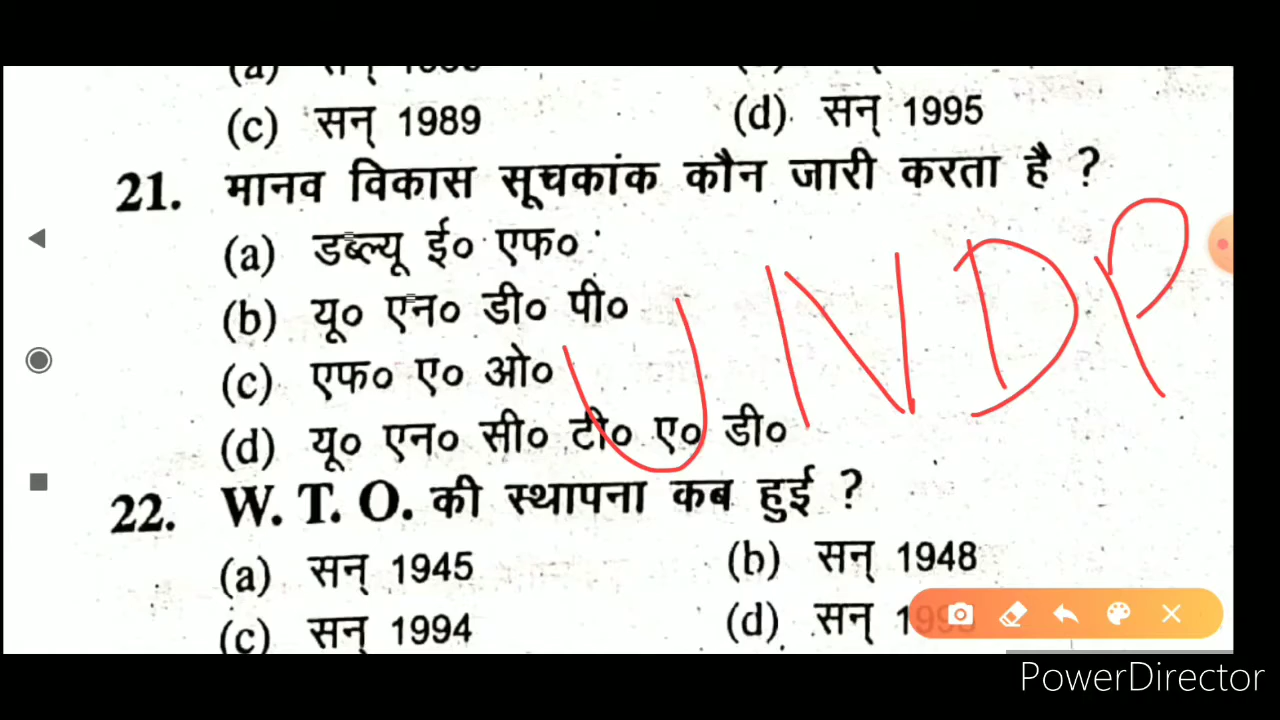 (c) सन् 1989 (d) सन् 1995
21. मानव विकास सूचकांक कौन जारी करता है ?
(a) डब्ल्यू ई० एफ०
(b) यू० एन० डी० पी०
(c) एफ० ए० ओ०
(d) यू० एन० सी० टी० ए० डी०
UNDP
22. W. T. O. की स्थापना कब हुई ?
(a) सन् 1945 (b) सन् 1948
(c) सन् 1994 (d) सन्
PowerDirector